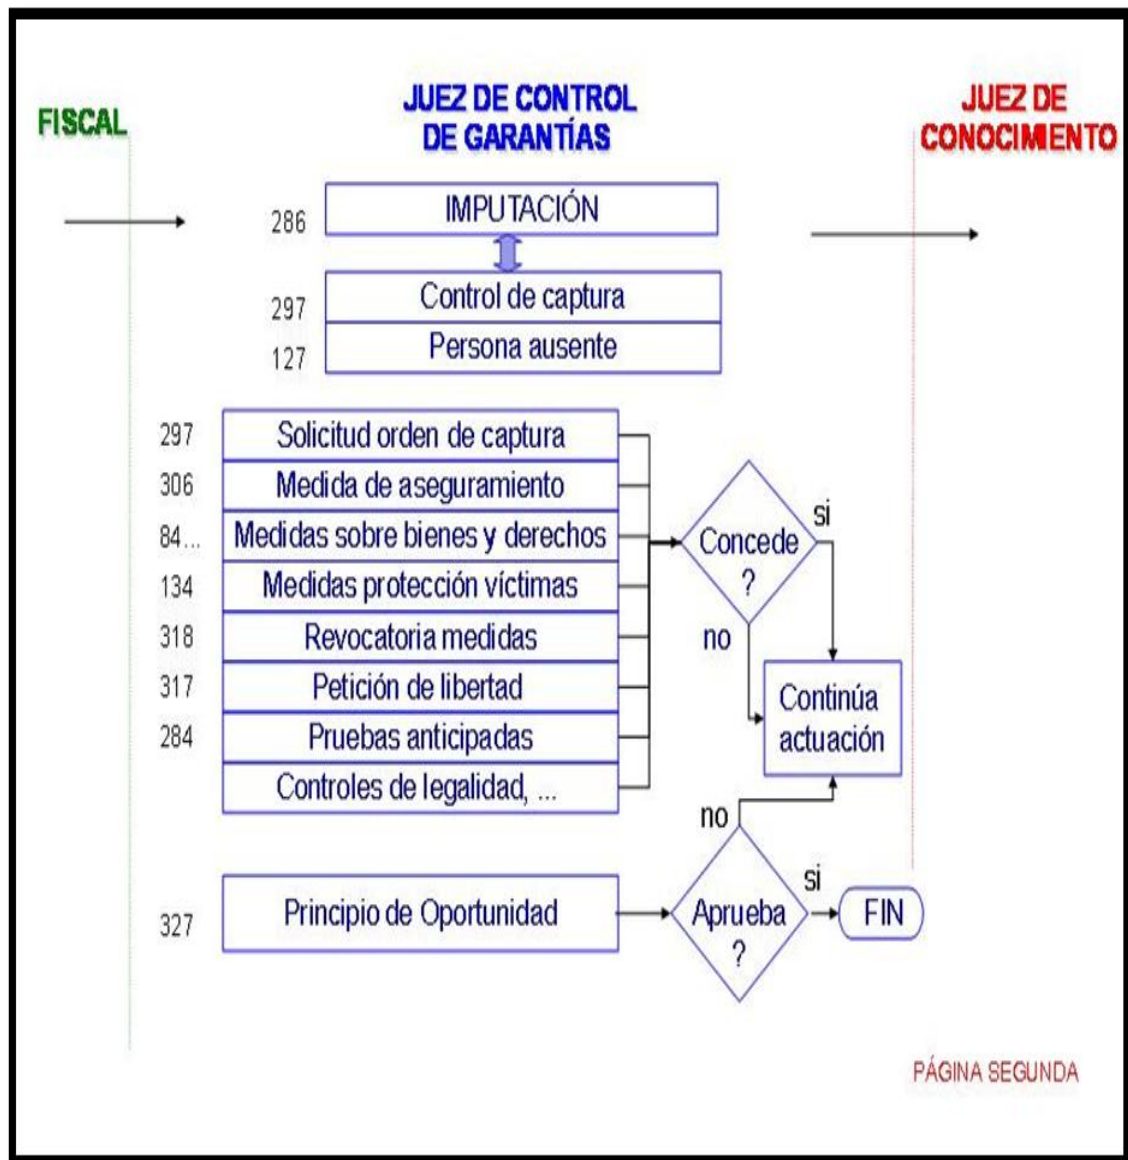 FISCAL
JUEZ DE CONTROL
DE GARANTÍAS
JUEZ DE
CONOCIMIENTO
286
IMPUTACIÓN
297
Control de captura
127
Persona ausente
297
Solicitud orden de captura
306
Medida de aseguramiento
84...
Medidas sobre bienes y derechos
134
Medidas protección víctimas
318
Revocatoria medidas
317
Petición de libertad
284
Pruebas anticipadas
Controles de legalidad, ...
Concede
?
si
no
Continúa
actuación
327
Principio de Oportunidad
Aprueba
?
no
si
FIN
PÁGINA SEGUNDA